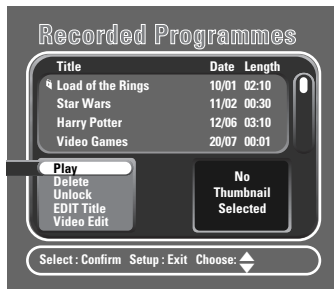 Recorded Programmes
Title Date Length
Load of the Rings 10/01 02:10
Star Wars 11/02 00:30
Harry Potter 12/06 03:10
Video Games 20/07 00:01
Play
Delete
Unlock
EDIT Title
Video Edit
No
Thumbnail
Selected
Select : Confirm Setup : Exit Choose: